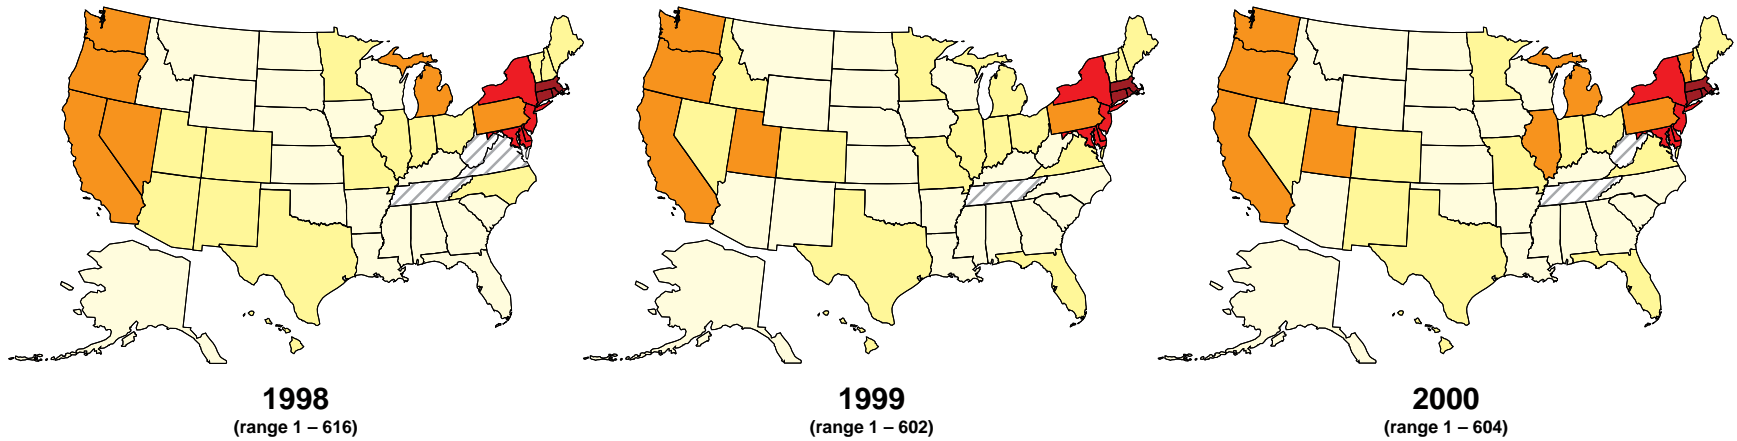 1998
(range 1 – 616)
1999
(range 1 – 602)
2000
(range 1 – 604)